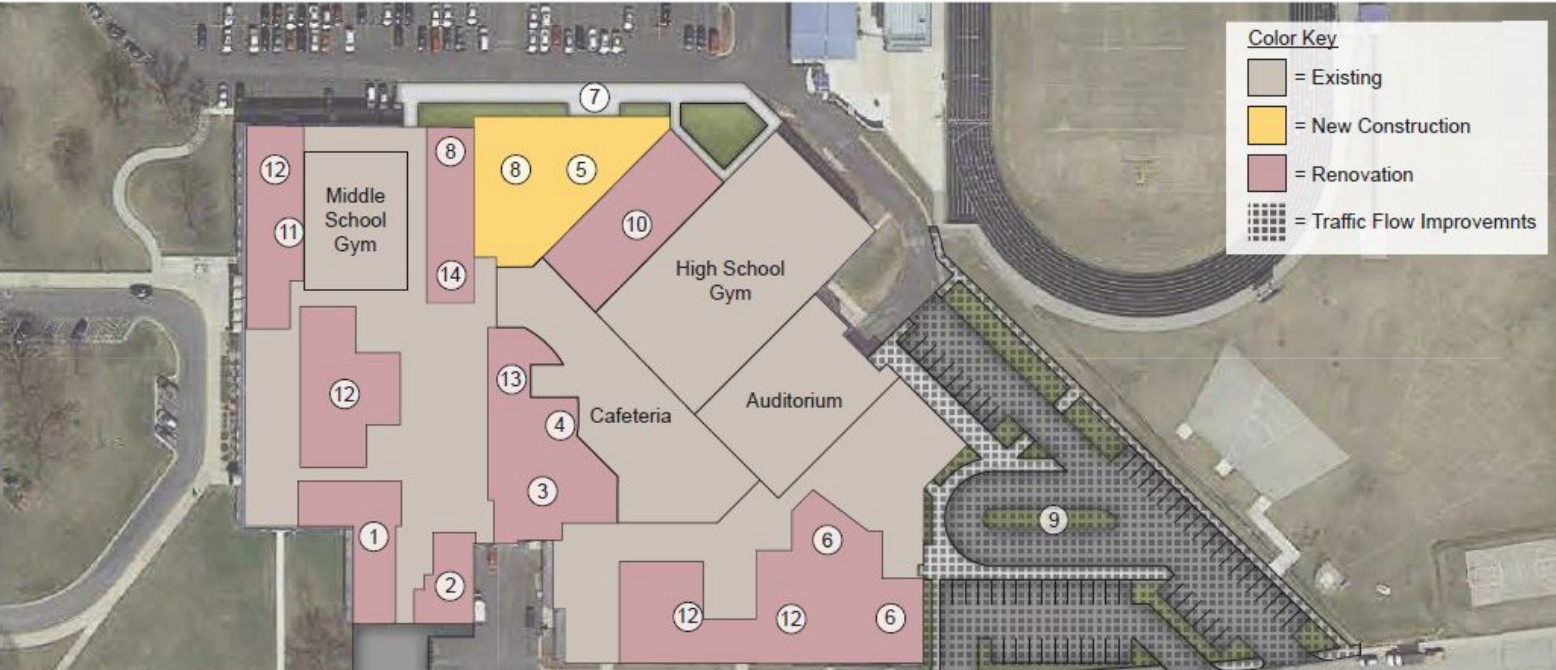 Color Key
= Existing
= New Construction
= Renovation
= Traffic Flow Improvemnts
7
8
12
8
5
Middle
School
Gym
11
10
14
High School
Gym
13
12
4
Cafeteria
Auditorium
3
9
1
6
2
12
12
6